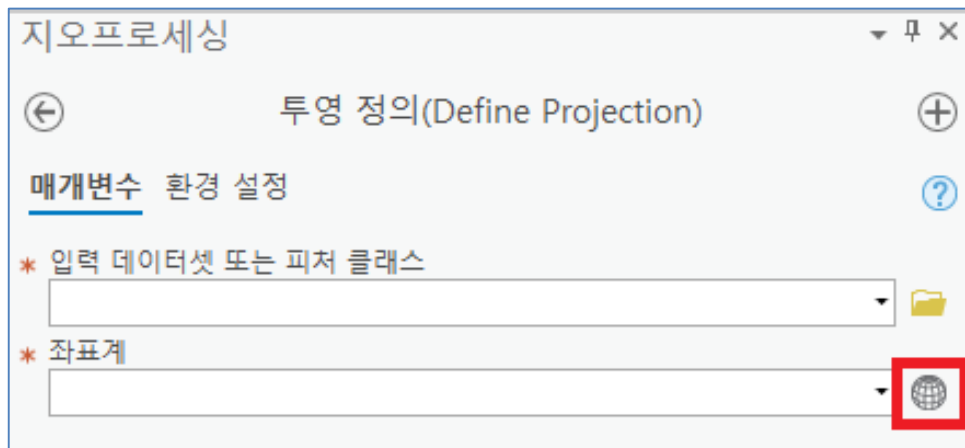 지오프로세싱
투영 정의(Define Projection)
매개변수 환경 설정
* 입력 데이터셋 또는 피처 클래스
* 좌표계